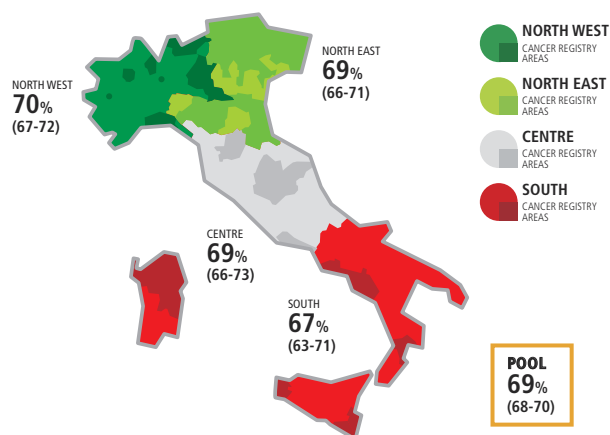 NORTH EAST
69%
(66-71)
NORTH WEST
70%
(67-72)
CENTRE
69%
(66-73)
SOUTH
67%
(63-71)
NORTH WEST
CANCER REGISTRY
AREAS
NORTH EAST
CANCER REGISTRY
AREAS
CENTRE
CANCER REGISTRY
AREAS
SOUTH
CANCER REGISTRY
AREAS
POOL
69%
(68-70)